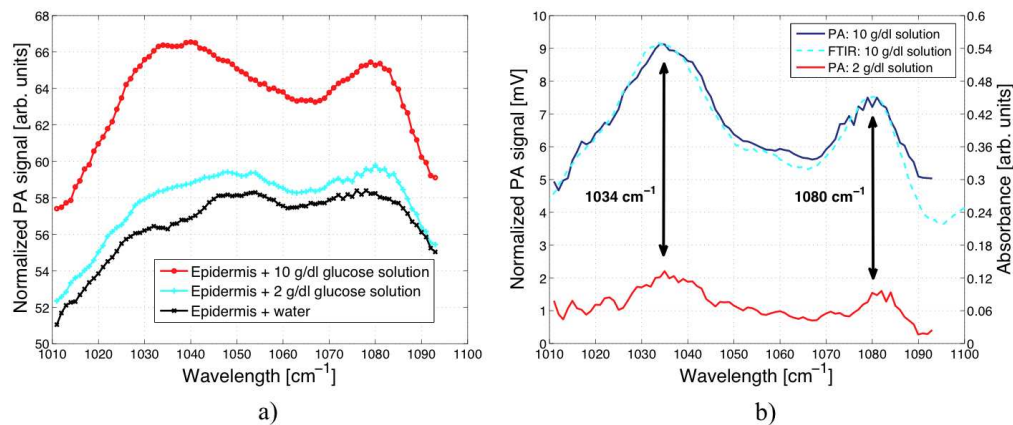 68
66
64
62
60
58
56
54
52
50
Normalized PA signal [arb. units]
Epidermis + 10 g/dl glucose solution
Epidermis + 2 g/dl glucose solution
Epidermis + water
1010 1020 1030 1040 1050 1060 1070 1080 1090 1100
Wavelength [cm⁻¹]
a)
10
9
8
7
6
5
4
3
2
1
0
Normalized PA signal [mV]
PA: 10 g/dl solution
FTIR: 10 g/dl solution
PA: 2 g/dl solution
1034 cm⁻¹
1080 cm⁻¹
0.6
0.54
0.48
0.42
0.36
0.3
0.24
0.18
0.12
0.06
0
Absorbance [arb. units]
1010 1020 1030 1040 1050 1060 1070 1080 1090 1100
Wavelength [cm⁻¹]
b)